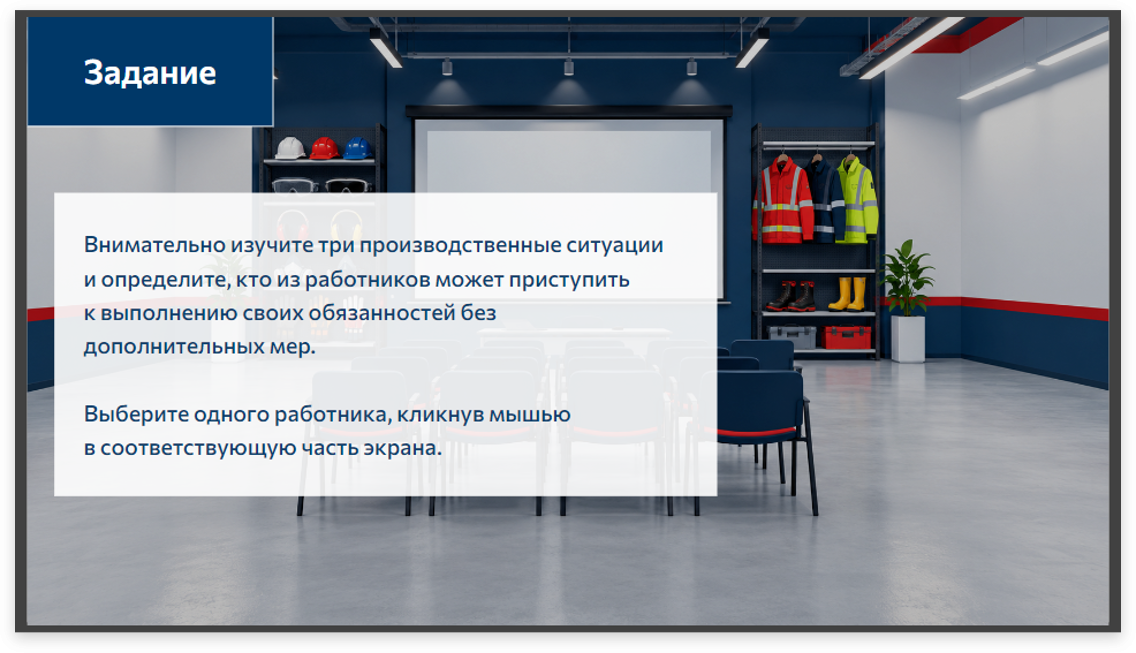 Задание
Внимательно изучите три производственные ситуации
и определите, кто из работников может приступить
к выполнению своих обязанностей без
дополнительных мер.
Выберите одного работника, кликнув мышью
в соответствующую часть экрана.